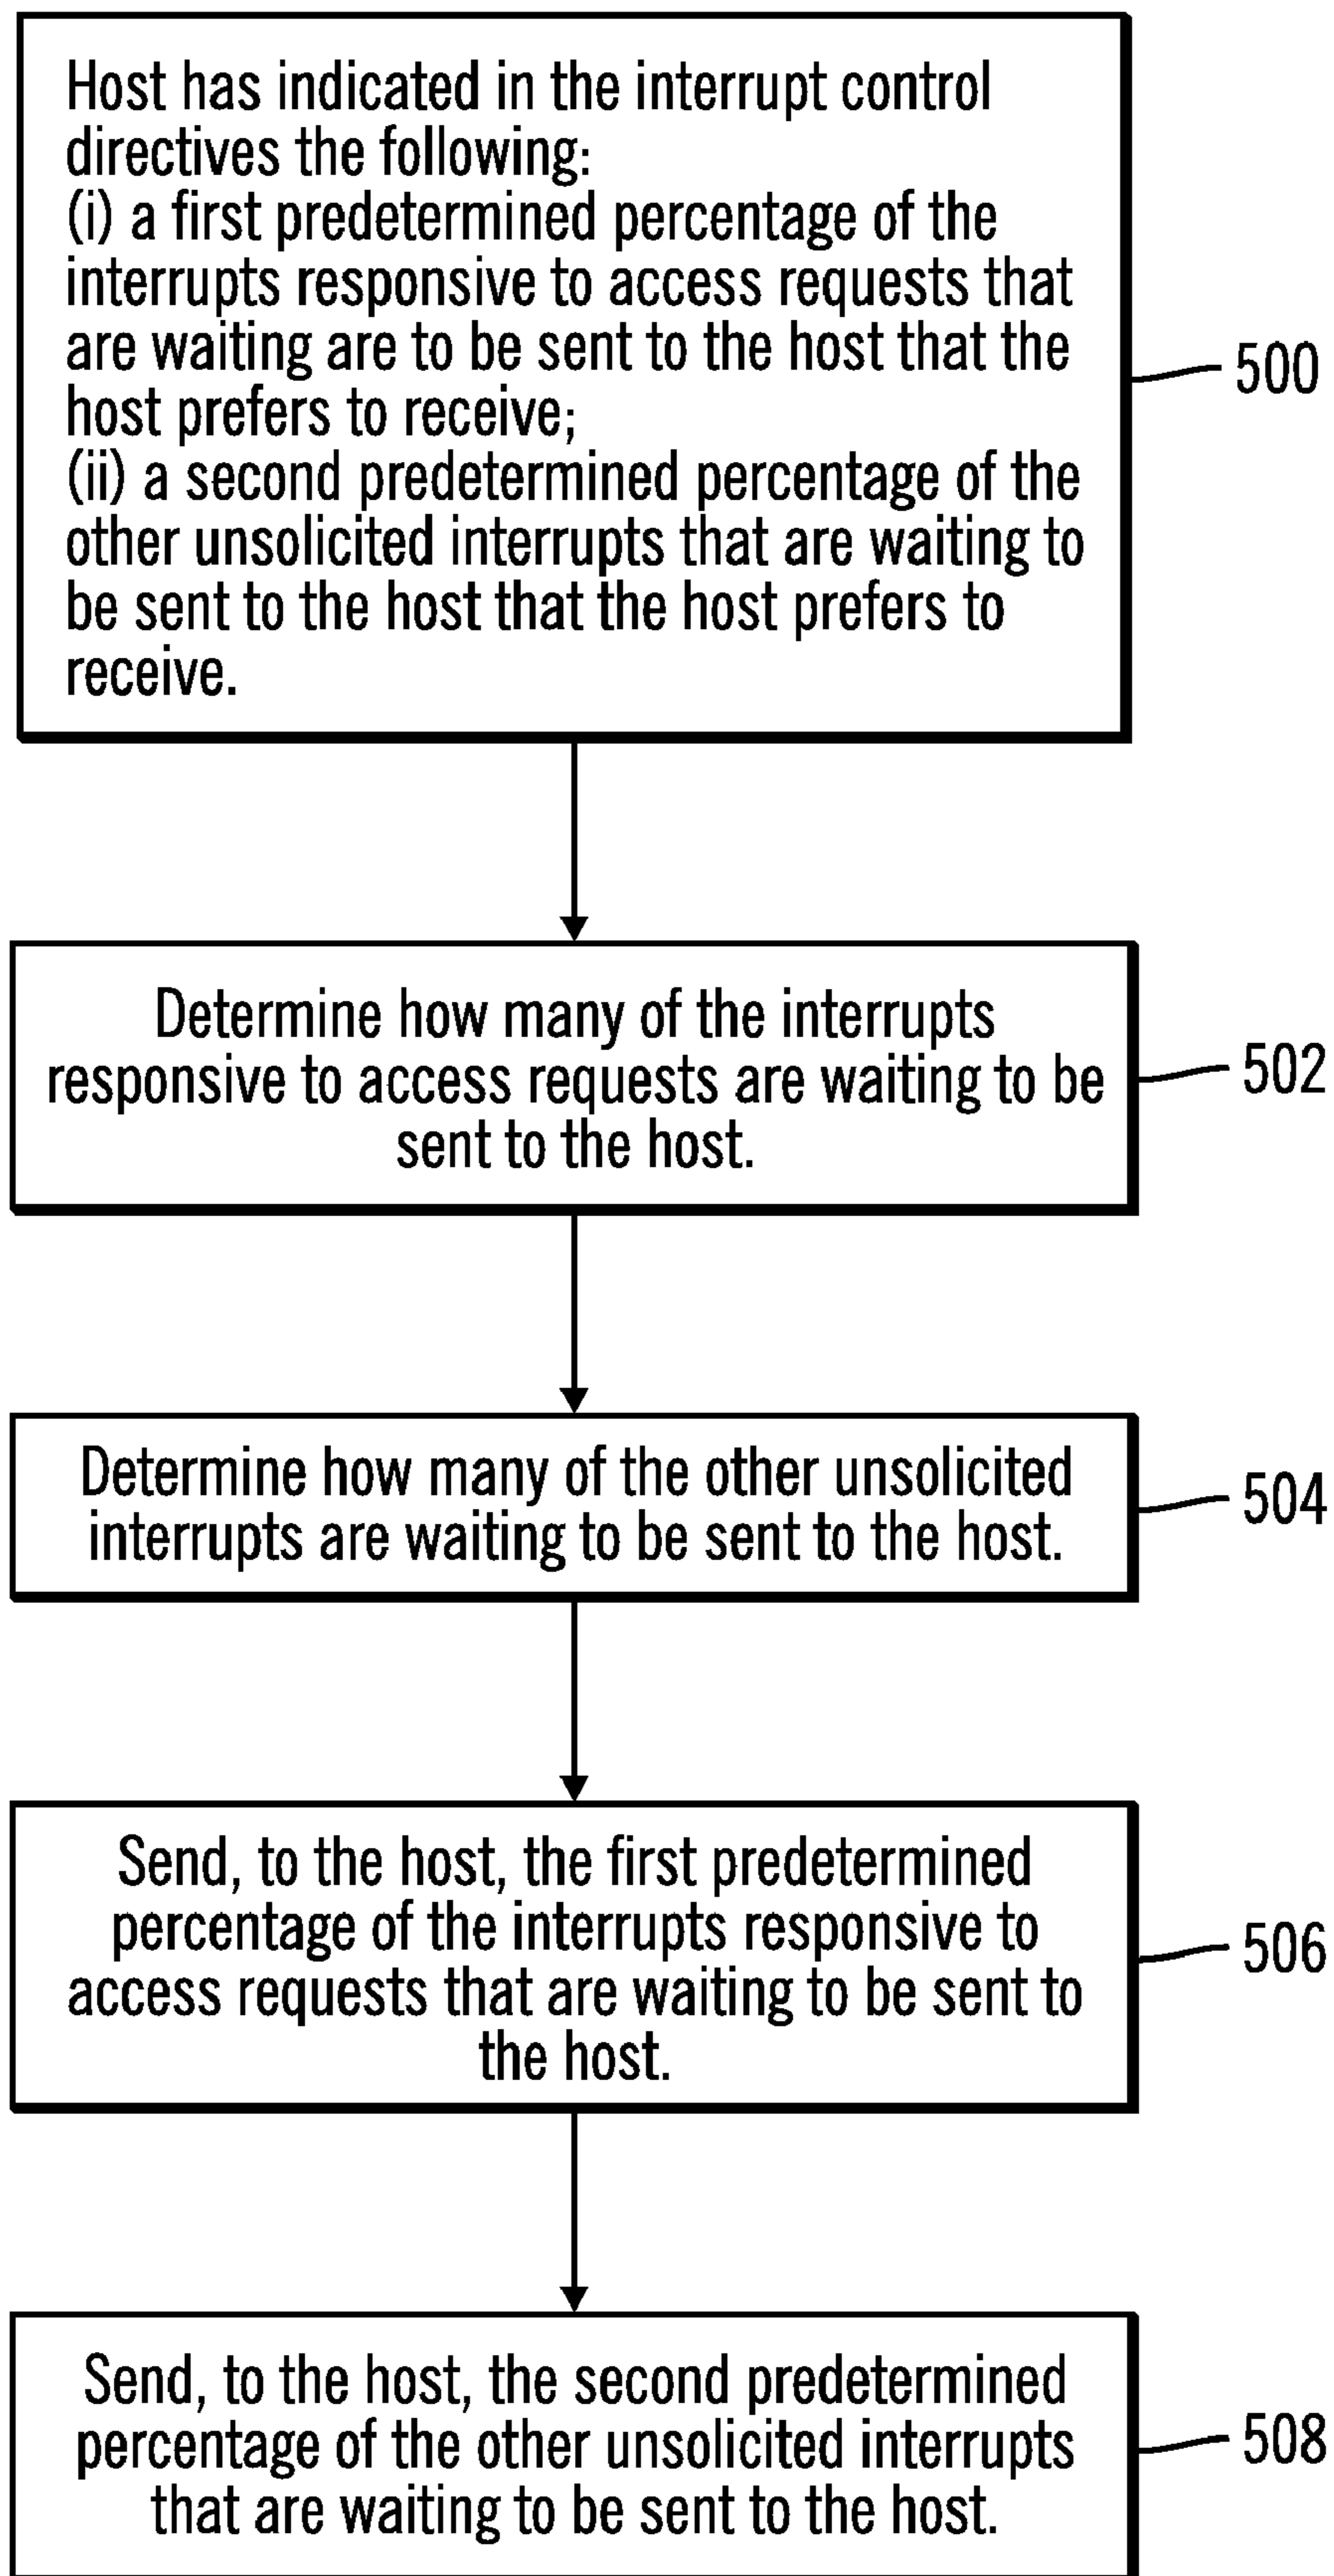 Host has indicated in the interrupt control
directives the following:
(i) a first predetermined percentage of the
interrupts responsive to access requests that
are waiting are to be sent to the host that the
host prefers to receive;
(ii) a second predetermined percentage of the
other unsolicited interrupts that are waiting to
be sent to the host that the host prefers to
receive.
500
Determine how many of the interrupts
responsive to access requests are waiting to be
sent to the host.
502
Determine how many of the other unsolicited
interrupts are waiting to be sent to the host.
504
Send, to the host, the first predetermined
percentage of the interrupts responsive to
access requests that are waiting to be sent to
the host.
506
Send, to the host, the second predetermined
percentage of the other unsolicited interrupts
that are waiting to be sent to the host.
508